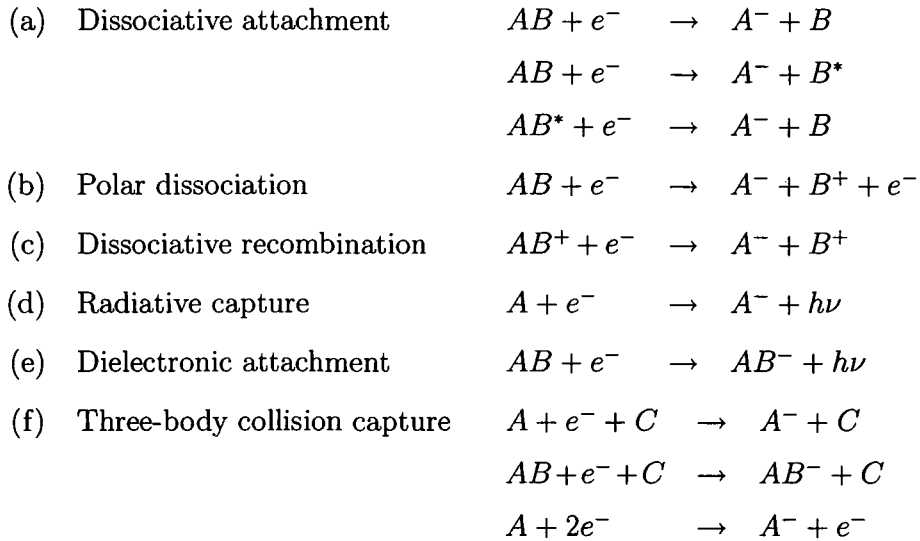 (a) Dissociative attachment AB + e⁻ → A⁻ + B
AB + e⁻ → A⁻ + B*
AB* + e⁻ → A⁻ + B
(b) Polar dissociation AB + e⁻ → A⁻ + B⁺ + e⁻
(c) Dissociative recombination AB⁺ + e⁻ → A⁻ + B⁺
(d) Radiative capture A + e⁻ → A⁻ + hν
(e) Dielectronic attachment AB + e⁻ → AB⁻ + hν
(f) Three-body collision capture A + e⁻ + C → A⁻ + C
AB + e⁻ + C → AB⁻ + C
A + 2e⁻ → A⁻ + e⁻